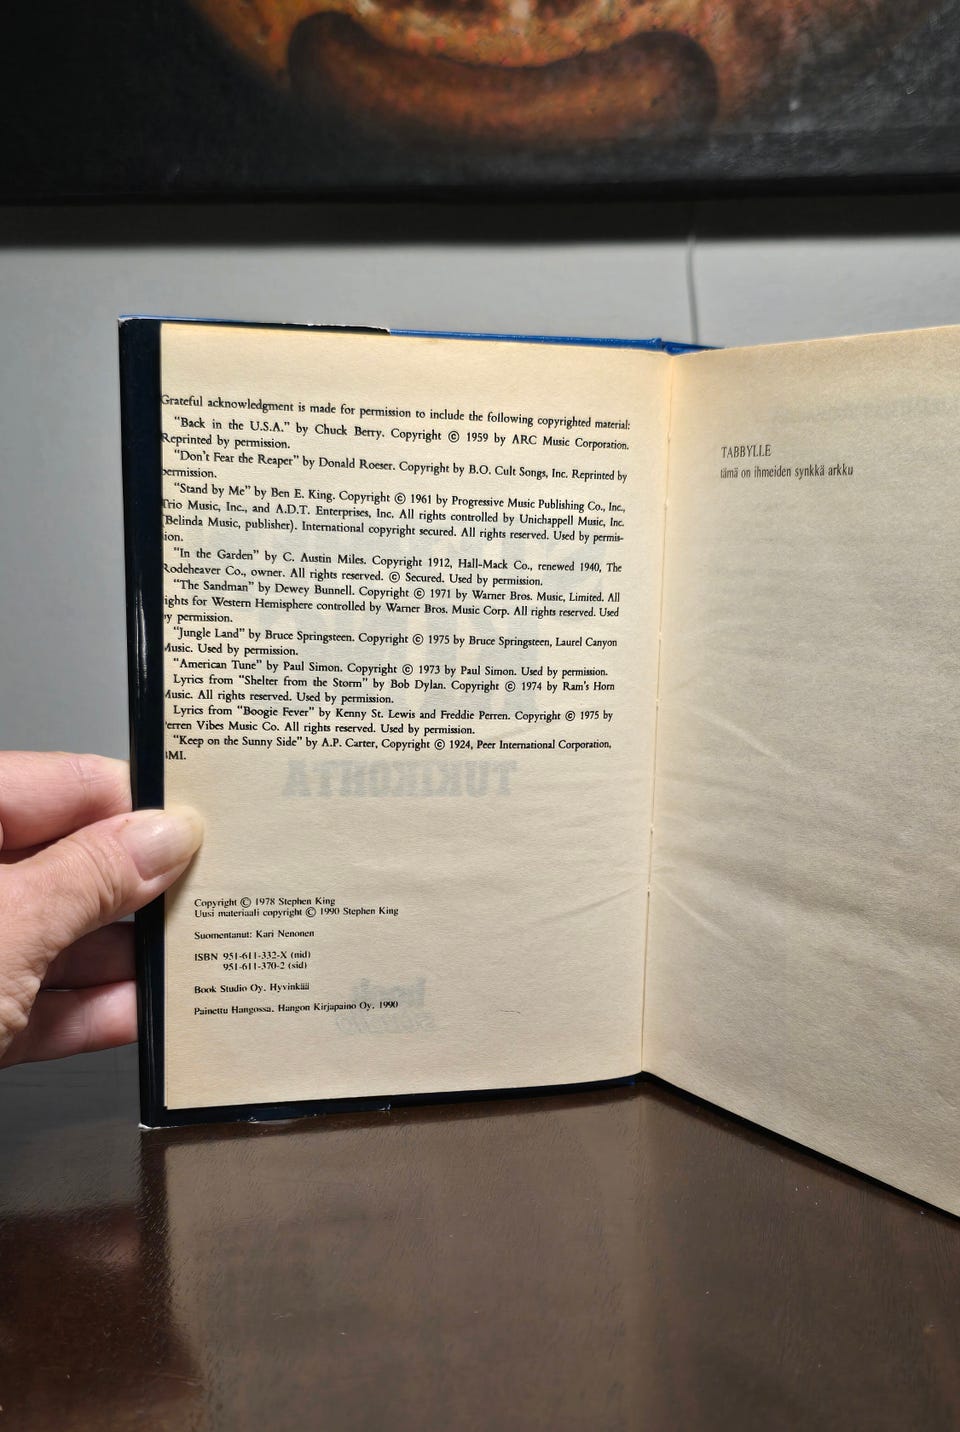 Grateful acknowledgment is made for permission to include the following copyrighted material:
"Back in the U.S.A." by Chuck Berry. Copyright © 1959 by ARC Music Corporation.
Reprinted by permission.
"Don't Fear the Reaper" by Donald Roeser. Copyright by B.O. Cult Songs, Inc. Reprinted by
permission.
"Stand by Me" by Ben E. King. Copyright © 1961 by Progressive Music Publishing Co., Inc.,
Trio Music, Inc., and A.D.T. Enterprises, Inc. All rights controlled by Unichappell Music, Inc.
Belinda Music, publisher). International copyright secured. All rights reserved. Used by permis-
ion.
"In the Garden" by C. Austin Miles. Copyright 1912, Hall-Mack Co., renewed 1940, The
Rodeheaver Co., owner. All rights reserved. © Secured. Used by permission.
"The Sandman" by Dewey Bunnell. Copyright © 1971 by Warner Bros. Music, Limited. All
ights for Western Hemisphere controlled by Warner Bros. Music Corp. All rights reserved. Used
by permission.
"Jungle Land" by Bruce Springsteen. Copyright © 1975 by Bruce Springsteen, Laurel Canyon
Music. Used by permission.
"American Tune" by Paul Simon. Copyright © 1973 by Paul Simon. Used by permission.
Lyrics from "Shelter from the Storm" by Bob Dylan. Copyright © 1974 by Ram's Horn
Music. All rights reserved. Used by permission.
Lyrics from "Boogie Fever" by Kenny St. Lewis and Freddie Perren. Copyright © 1975 by
Perren Vibes Music Co. All rights reserved. Used by permission.
"Keep on the Sunny Side" by A.P. Carter, Copyright © 1924, Peer International Corporation,
BMI.
TUKIKOHTA
Copyright © 1978 Stephen King
Uusi materiaali copyright © 1990 Stephen King
Suomentanut: Kari Nenonen
ISBN 951-611-332-X (nid)
951-611-370-2 (sid)
Book Studio Oy. Hyvinkää
Painettu Hangossa. Hangon Kirjapaino Oy. 1990
TABBYLLE
tämä on ihmeiden synkkä arkku